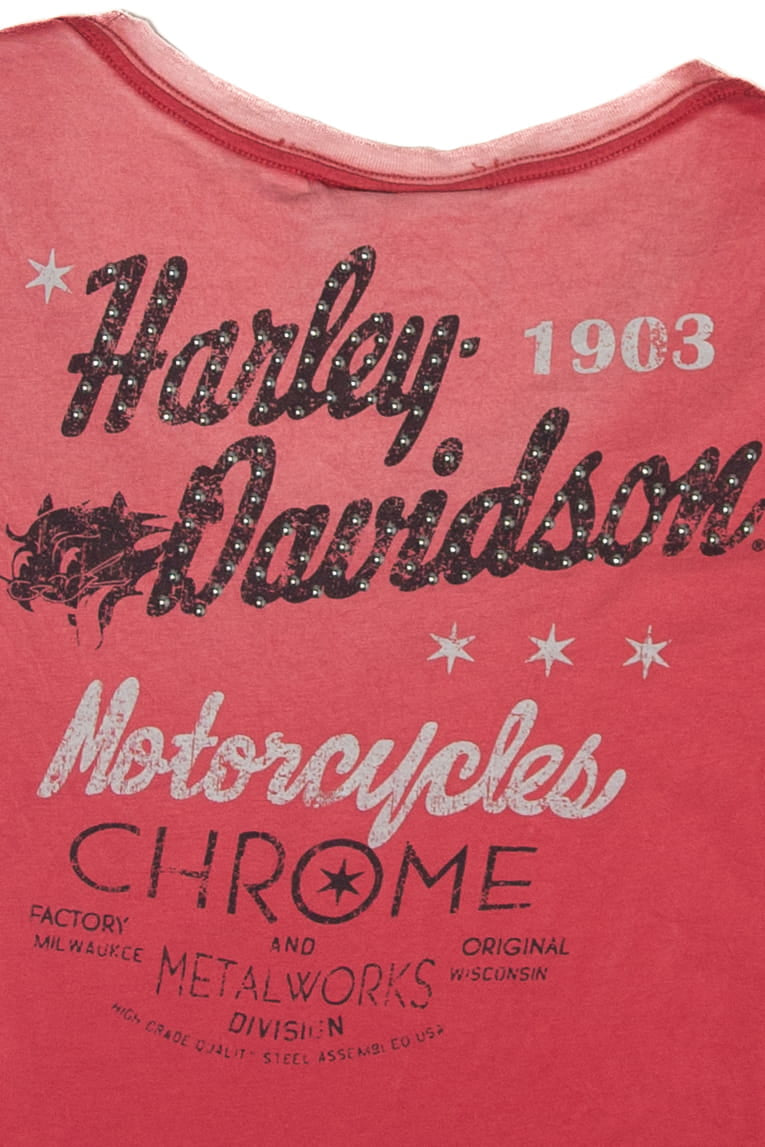 Harley-
1903
Davidson®
Motorcycles
CHROME
FACTORY
MILWAUKEE
AND
ORIGINAL
WISCONSIN
METALWORKS
DIVISION
HIGH GRADE QUALITY STEEL ASSEMBLED USA